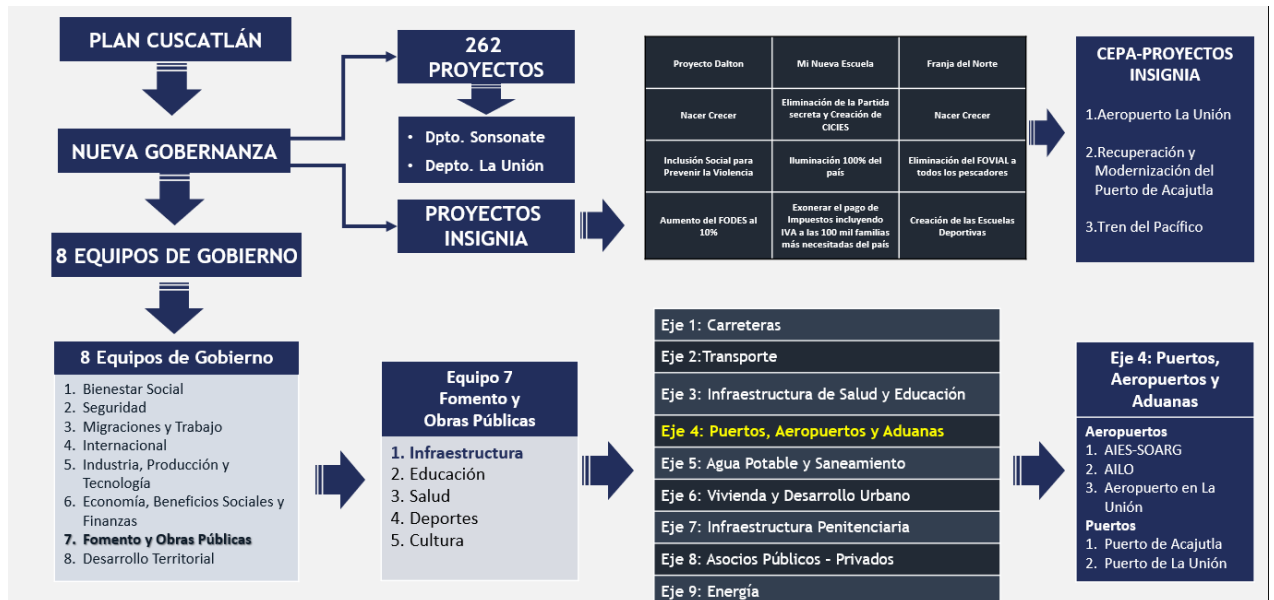 PLAN CUSCATLÁN
NUEVA GOBERNANZA
8 EQUIPOS DE GOBIERNO
262
PROYECTOS
• Dpto. Sonsonate
• Depto. La Unión
PROYECTOS
INSIGNIA
Proyecto Dalton
Mi Nueva Escuela
Franja del Norte
Nacer Crecer
Eliminación de la Partida
secreta y Creación de
CICIES
Nacer Crecer
Inclusión Social para
Prevenir la Violencia
Iluminación 100% del
país
Eliminación del FOVIAL a
todos los pescadores
Aumento del FODES al
10%
Exonerar el pago de
Impuestos incluyendo
IVA a las 100 mil familias
más necesitadas del país
Creación de las Escuelas
Deportivas
CEPA-PROYECTOS
INSIGNIA
1.Aeropuerto La Unión
2.Recuperación y
Modernización del
Puerto de Acajutla
3.Tren del Pacífico
8 Equipos de Gobierno
1. Bienestar Social
2. Seguridad
3. Migraciones y Trabajo
4. Internacional
5. Industria, Producción y
Tecnología
6. Economía, Beneficios Sociales y
Finanzas
7. Fomento y Obras Públicas
8. Desarrollo Territorial
Equipo 7
Fomento y
Obras Públicas
1. Infraestructura
2. Educación
3. Salud
4. Deportes
5. Cultura
Eje 1: Carreteras
Eje 2:Transporte
Eje 3: Infraestructura de Salud y Educación
Eje 4: Puertos, Aeropuertos y Aduanas
Eje 5: Agua Potable y Saneamiento
Eje 6: Vivienda y Desarrollo Urbano
Eje 7: Infraestructura Penitenciaria
Eje 8: Asocios Públicos – Privados
Eje 9: Energía
Eje 4: Puertos,
Aeropuertos y
Aduanas
Aeropuertos
1. AIES-SOARG
2. AILO
3. Aeropuerto en La
Unión
Puertos
1. Puerto de Acajutla
2. Puerto de La Unión